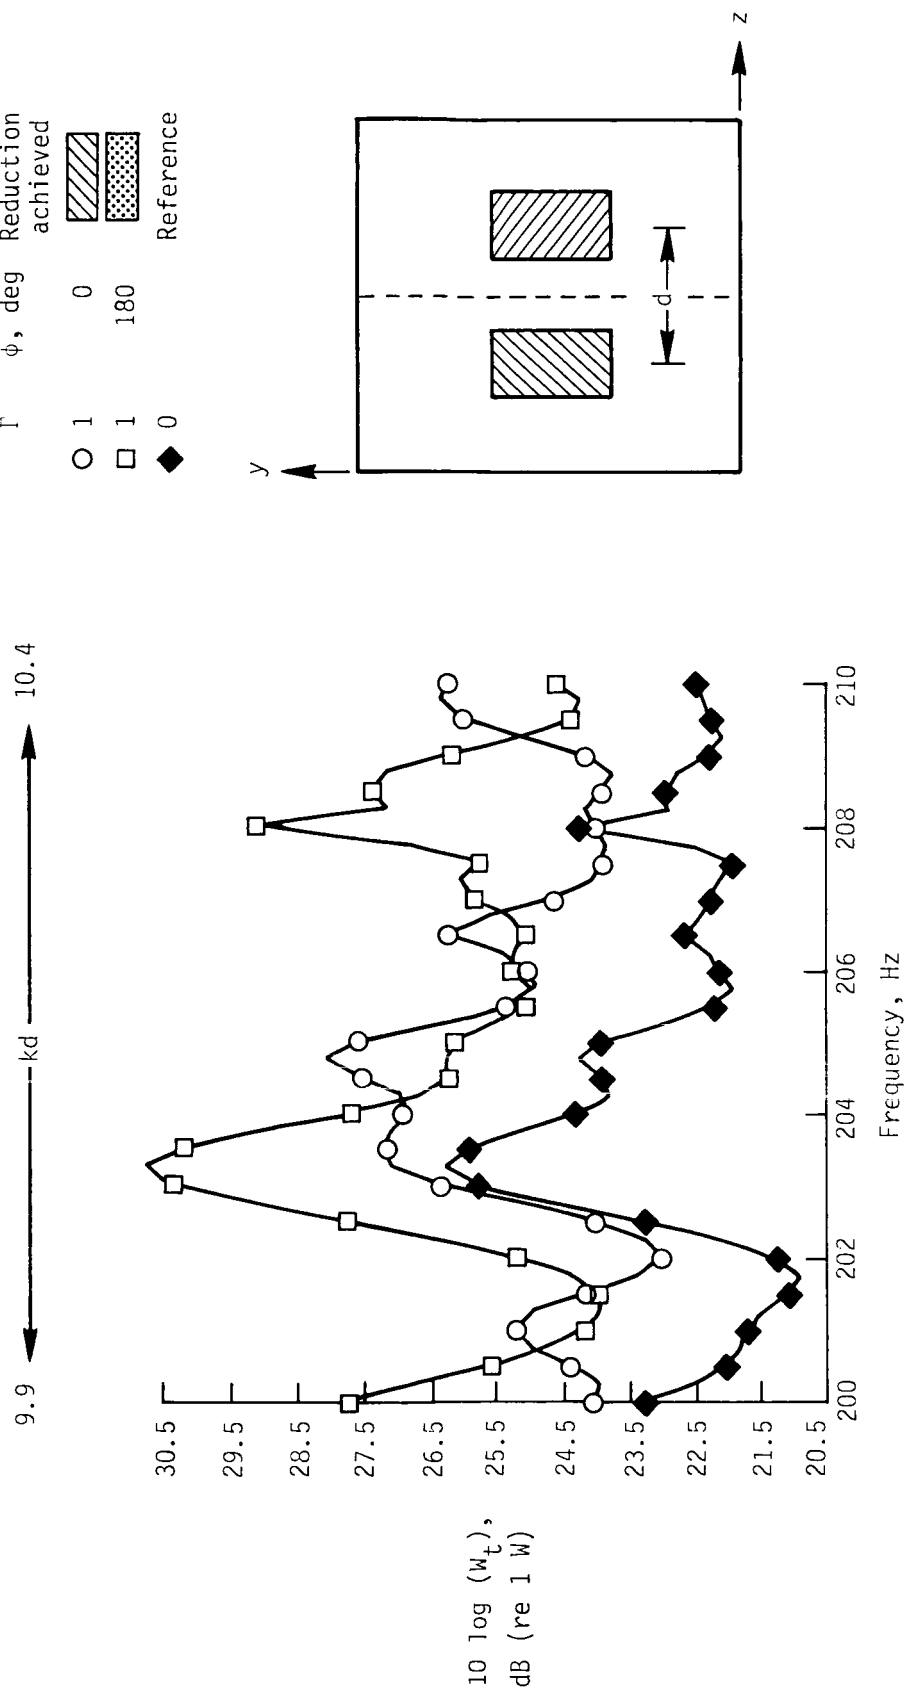 9.9 kd 10.4
Γ ϕ, deg Reduction
achieved
1 0
1 180
0 Reference
30.5
29.5
28.5
27.5
26.5
25.5
24.5
23.5
22.5
21.5
20.5
10 log (Wt),
dB (re 1 W)
200 202 204 206 208 210
Frequency, Hz
y
d
z